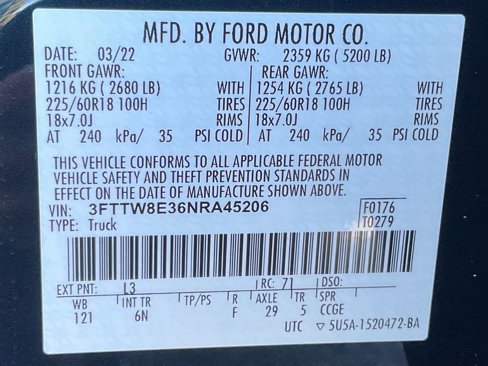 MFD. BY FORD MOTOR CO.
DATE: 03/22 GVWR: 2359 KG ( 5200 LB)
FRONT GAWR: REAR GAWR:
1216 KG ( 2680 LB) WITH 1254 KG ( 2765 LB) WITH
225/60R18 100H TIRES 225/60R18 100H TIRES
18x7.0J RIMS 18x7.0J RIMS
AT 240 kPa/ 35 PSI COLD AT 240 kPa/ 35 PSI COLD
THIS VEHICLE CONFORMS TO ALL APPLICABLE FEDERAL MOTOR
VEHICLE SAFETY AND THEFT PREVENTION STANDARDS IN
EFFECT ON THE DATE OF MANUFACTURE SHOWN ABOVE.
VIN: 3FTTW8E36NRA45206 F0176
TYPE: Truck T0279
EXT PNT: L3 RC: 71 DSO:
WB INT TR TP/PS R AXLE TR SPR
121 6N F 29 5 CCGE
UTC ▽ 5U5A-1520472-BA